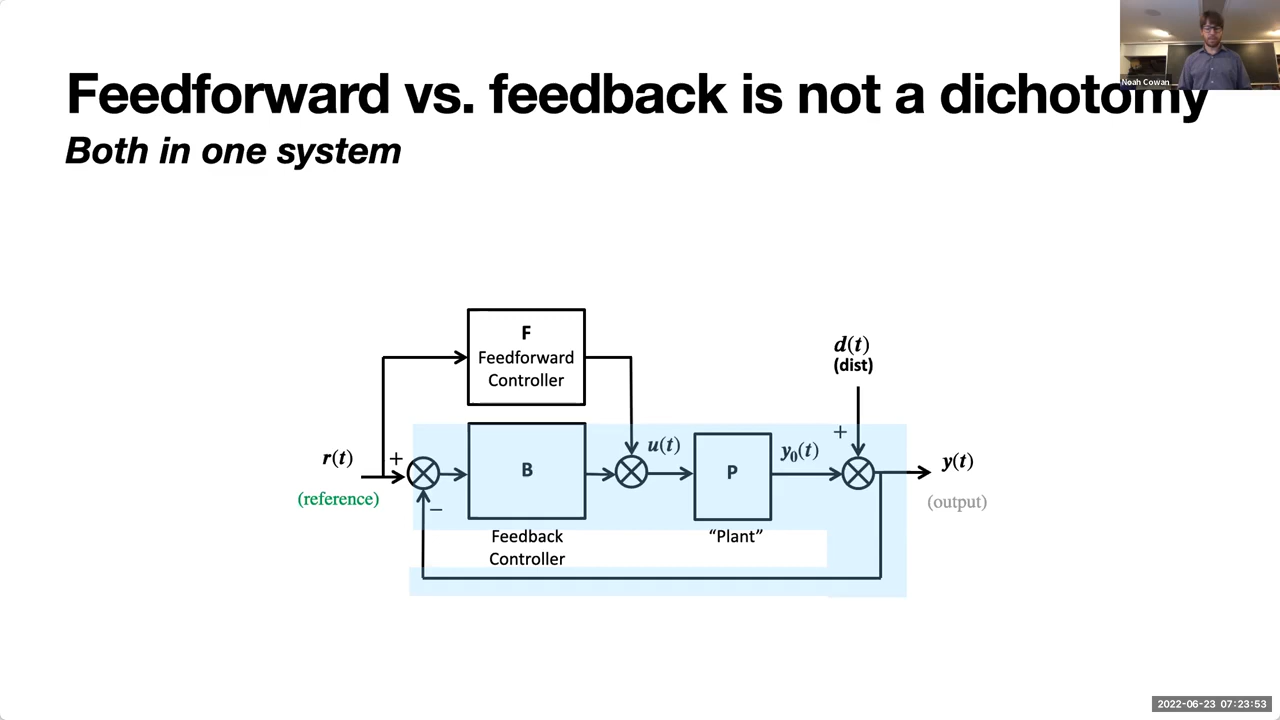 Noah Cowan
Feedforward vs. feedback is not a dichotomy
Both in one system
F
Feedforward
Controller
d(t)
(dist)
r(t)
+
(reference)
−
B
u(t)
P
y₀(t)
+
y(t)
(output)
Feedback
Controller
“Plant”
2022-06-23 07:23:53